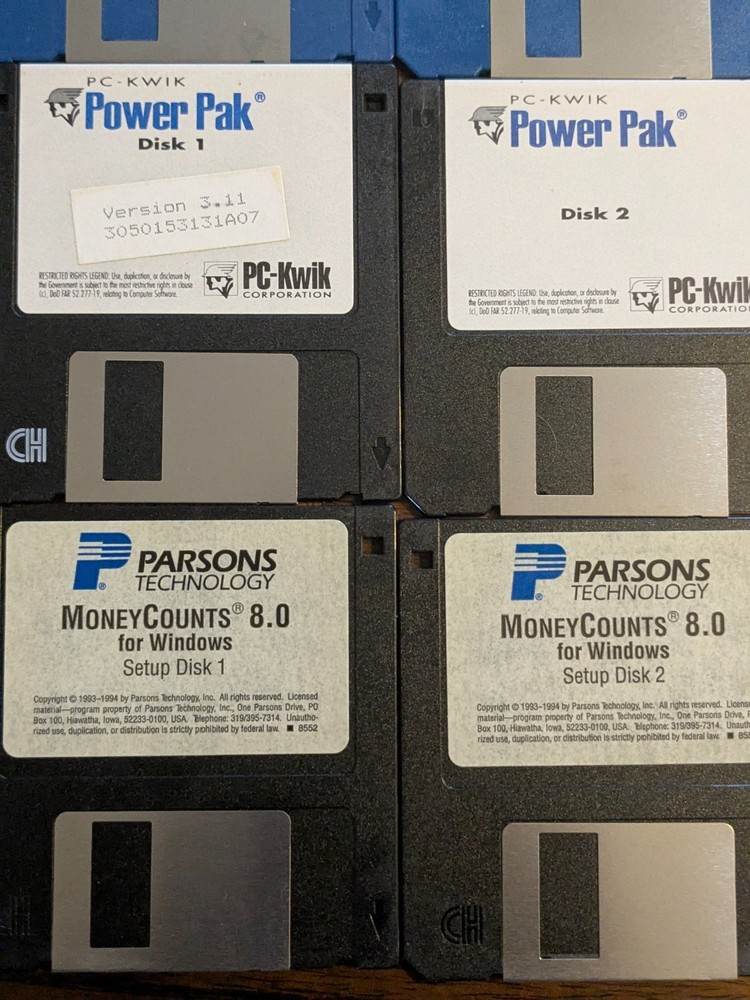 PC-KWIK
Power Pak®
Disk 1
Version 3.11
3050153131A07
RESTRICTED RIGHTS LEGEND: Use, duplication, or disclosure by
the Government is subject to the most restrictive rights in clause
(c), DoD FAR 52.277-19, relating to Computer Software.
PC-Kwik
CORPORATION
PC-KWIK
Power Pak®
Disk 2
RESTRICTED RIGHTS LEGEND: Use, duplication, or disclosure by
the Government is subject to the most restrictive rights in clause
(c), DoD FAR 52.277-19, relating to Computer Software.
PC-Kwik
CORPORATION
CH
PARSONS
TECHNOLOGY
MONEYCOUNTS® 8.0
for Windows
Setup Disk 1
Copyright © 1993-1994 by Parsons Technology, Inc. All rights reserved. Licensed
material—program property of Parsons Technology, Inc., One Parsons Drive, PO
Box 100, Hiawatha, Iowa, 52233-0100, USA. Telephone: 319/395-7314. Unautho-
rized use, duplication, or distribution is strictly prohibited by federal law. ■ 8552
PARSONS
TECHNOLOGY
MONEYCOUNTS® 8.0
for Windows
Setup Disk 2
Copyright © 1993-1994 by Parsons Technology, Inc. All rights reserved. License
material—program property of Parsons Technology, Inc., One Parsons Drive, P
Box 100, Hiawatha, Iowa, 52233-0100, USA. Telephone: 319/395-7314. Unauth
rized use, duplication, or distribution is strictly prohibited by federal law. ■ 855
CH
CH